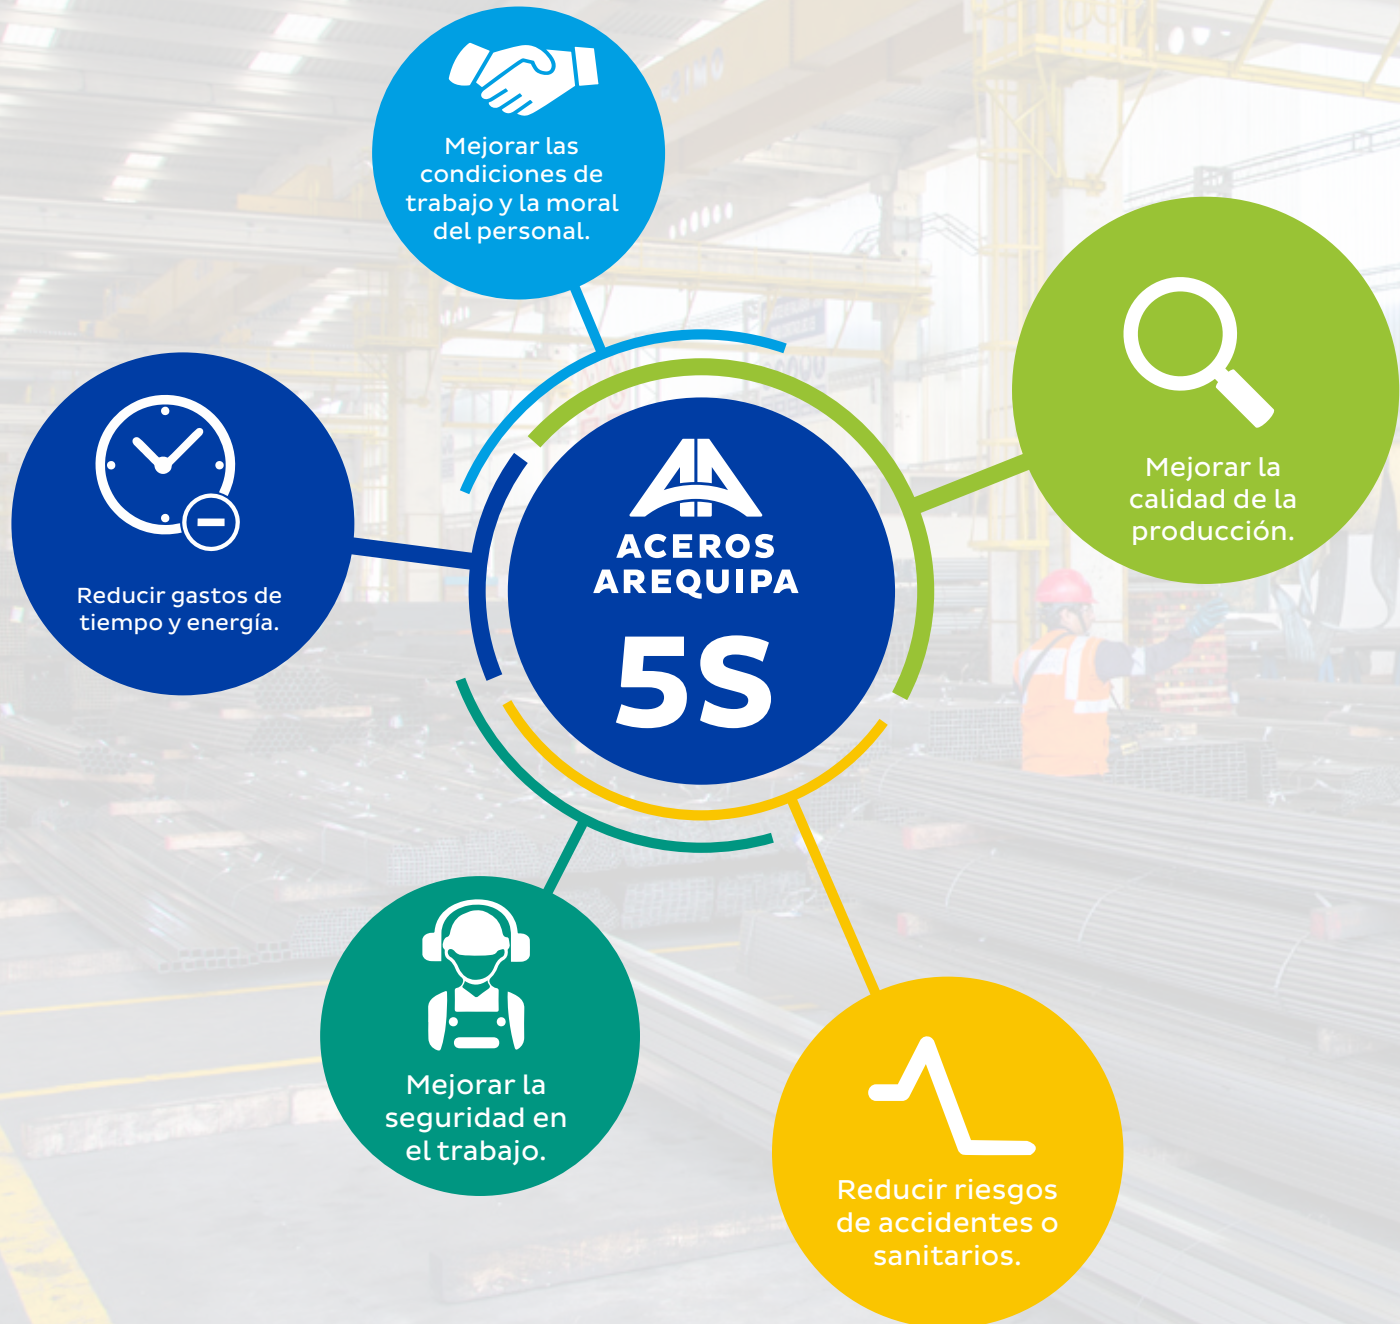 Mejorar las
condiciones de
trabajo y la moral
del personal.
Mejorar la
calidad de la
producción.
Reducir gastos de
tiempo y energía.
ACEROS
AREQUIPA
5S
Mejorar la
seguridad en
el trabajo.
Reducir riesgos
de accidentes o
sanitarios.